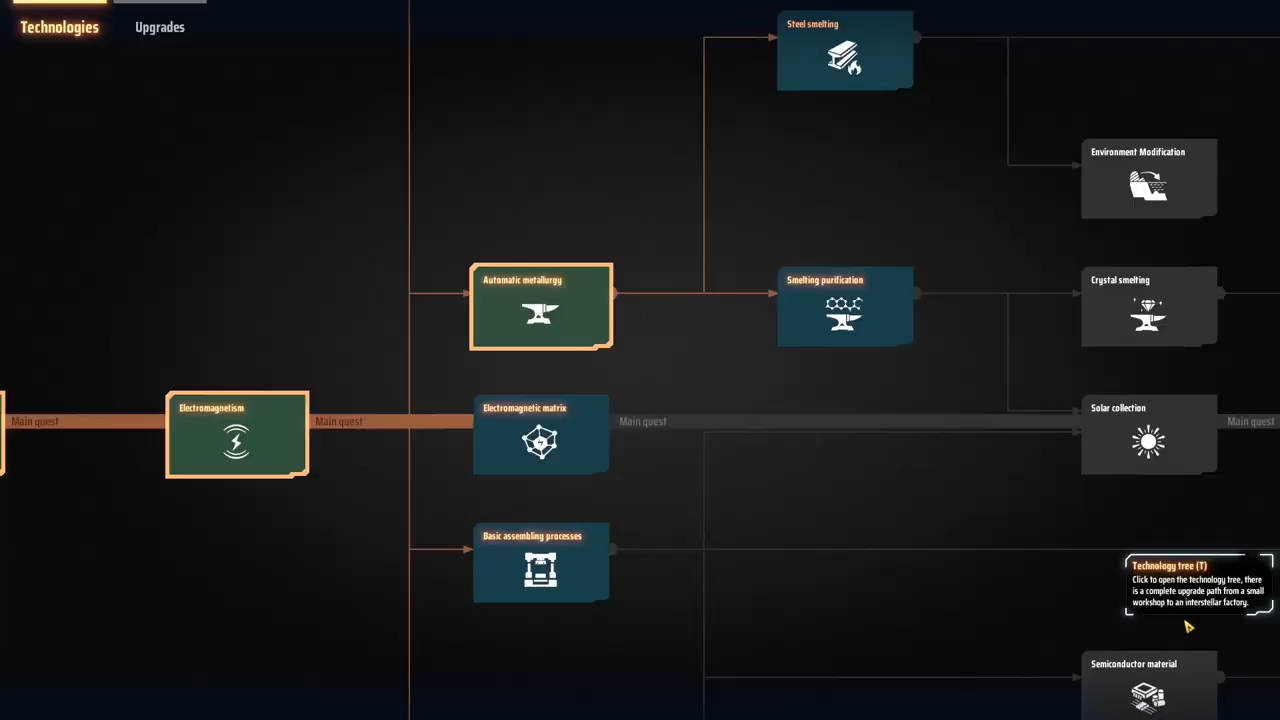 Technologies
Upgrades
Steel smelting
Environment Modification
Automatic metallurgy
Smelting purification
Crystal smelting
Main quest
Electromagnetism
Main quest
Electromagnetic matrix
Main quest
Solar collection
Main quest
Basic assembling processes
Technology tree (T)
Click to open the technology tree, there
is a complete upgrade path from a small
workshop to an interstellar factory.
Semiconductor material